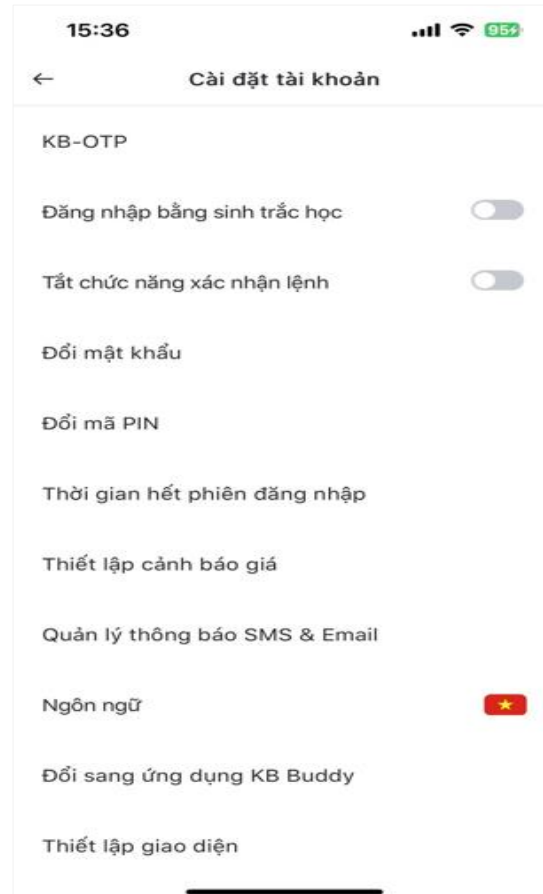 15:36
95
Cài đặt tài khoản
KB-OTP
Đăng nhập bằng sinh trắc học
Tắt chức năng xác nhận lệnh
Đổi mật khẩu
Đổi mã PIN
Thời gian hết phiên đăng nhập
Thiết lập cảnh báo giá
Quản lý thông báo SMS & Email
Ngôn ngữ
Đổi sang ứng dụng KB Buddy
Thiết lập giao diện